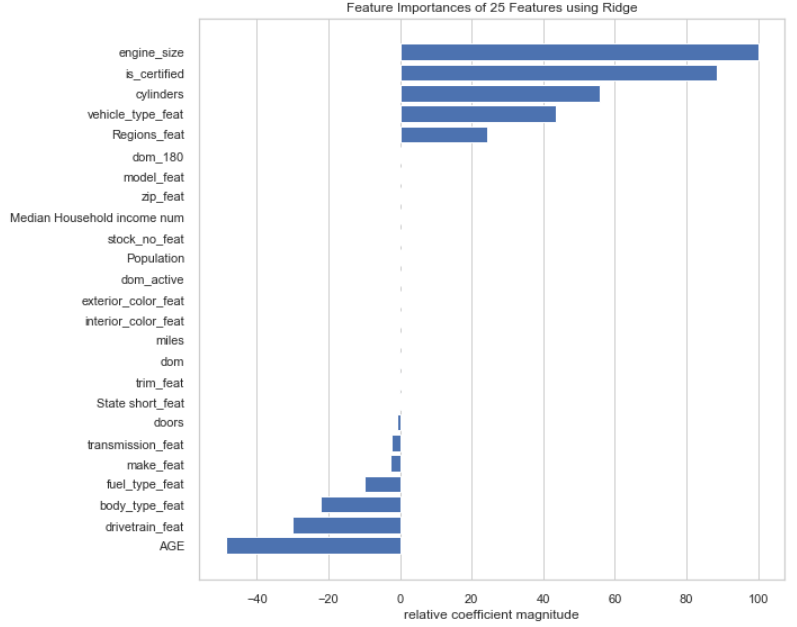 Feature Importances of 25 Features using Ridge
engine_size
is_certified
cylinders
vehicle_type_feat
Regions_feat
dom_180
model_feat
zip_feat
Median Household income num
stock_no_feat
Population
dom_active
exterior_color_feat
interior_color_feat
miles
dom
trim_feat
State short_feat
doors
transmission_feat
make_feat
fuel_type_feat
body_type_feat
drivetrain_feat
AGE
−40 −20 0 20 40 60 80 100
relative coefficient magnitude